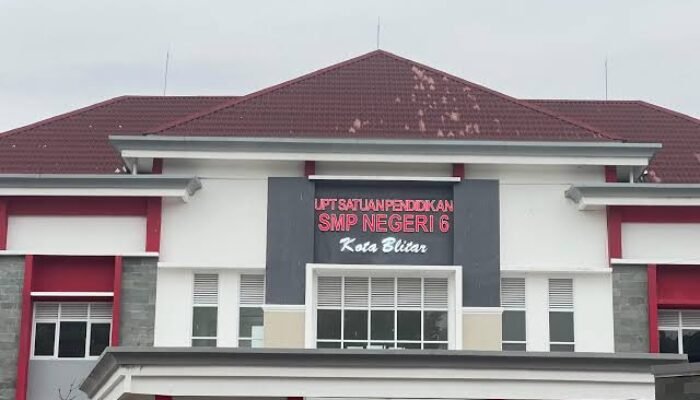 UPT SATUAN PENDIDIKAN
SMP NEGERI 6
Kota Blitar